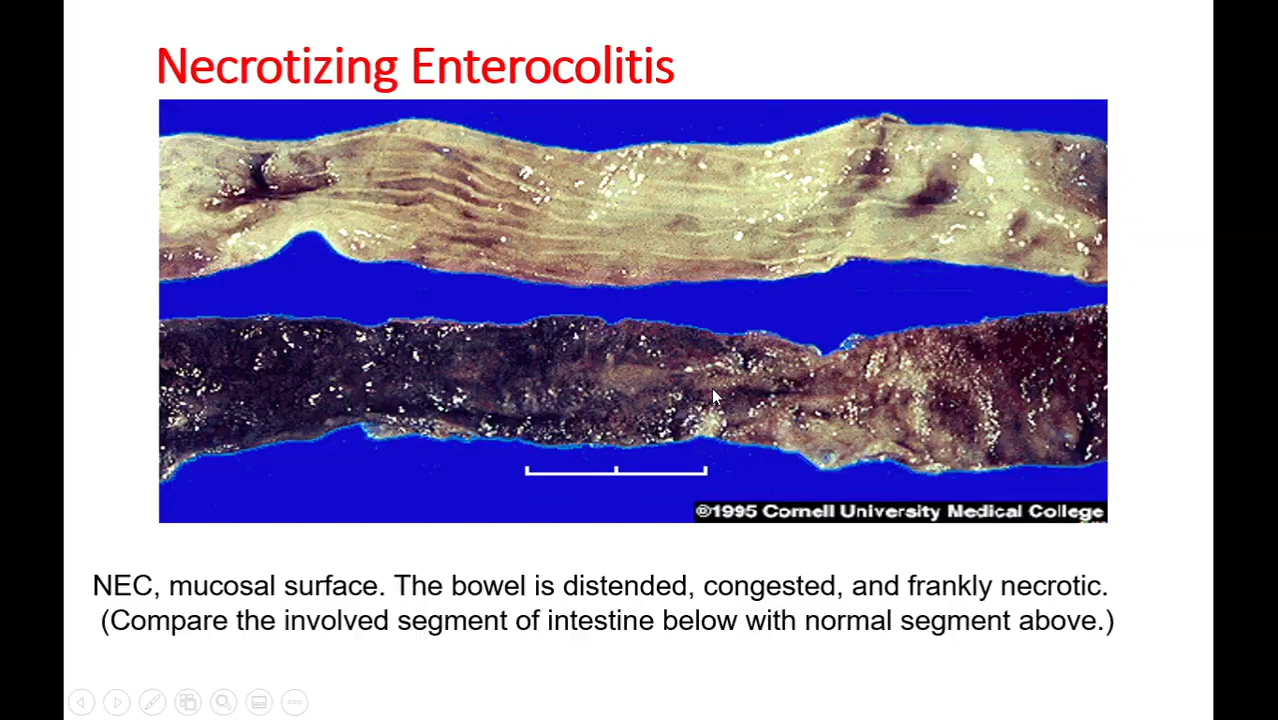 Necrotizing Enterocolitis
©1995 Cornell University Medical College
NEC, mucosal surface. The bowel is distended, congested, and frankly necrotic.
(Compare the involved segment of intestine below with normal segment above.)